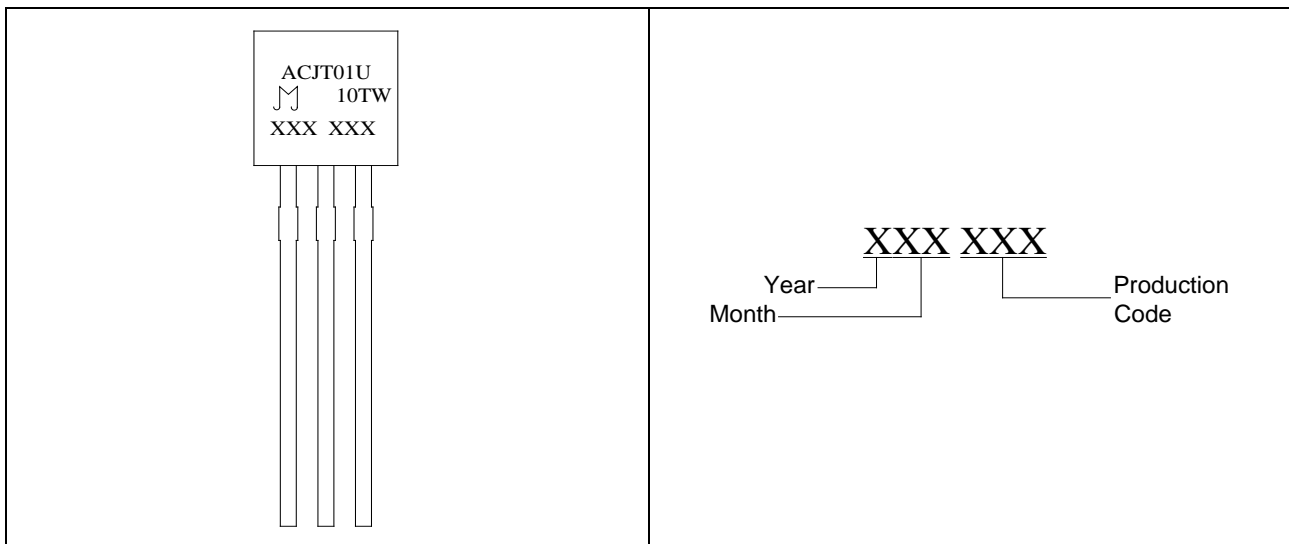 ACJT01U
10TW
XXX XXX
XXX XXX
Year
Month
Production
Code